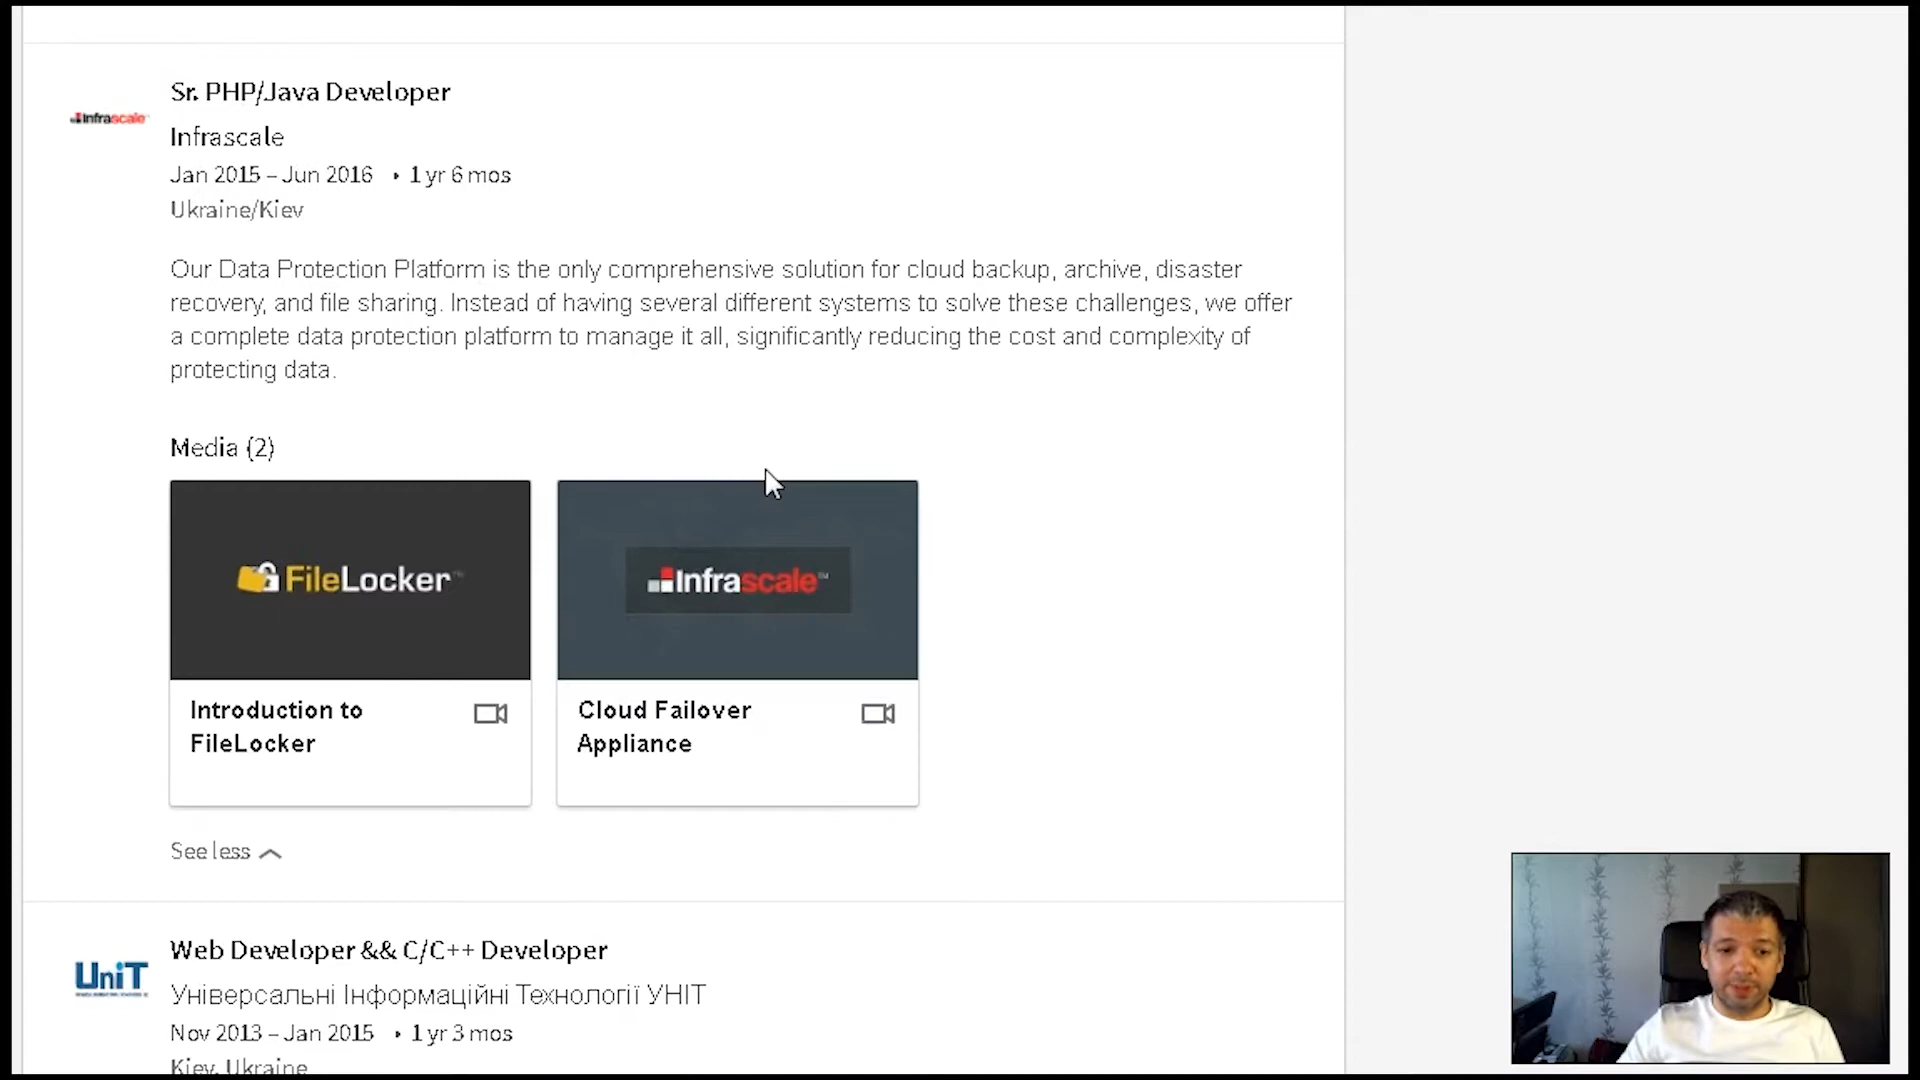 Sr. PHP/Java Developer
Infrascale
Infrascale
Jan 2015 – Jun 2016 • 1 yr 6 mos
Ukraine/Kiev
Our Data Protection Platform is the only comprehensive solution for cloud backup, archive, disaster
recovery, and file sharing. Instead of having several different systems to solve these challenges, we offer
a complete data protection platform to manage it all, significantly reducing the cost and complexity of
protecting data.
Media (2)
FileLocker™
Infrascale™
Introduction to
FileLocker
Cloud Failover
Appliance
See less
Web Developer && C/C++ Developer
UniT
Універсальні Інформаційні Технології УНІТ
Nov 2013 – Jan 2015 • 1 yr 3 mos
Kiev, Ukraine